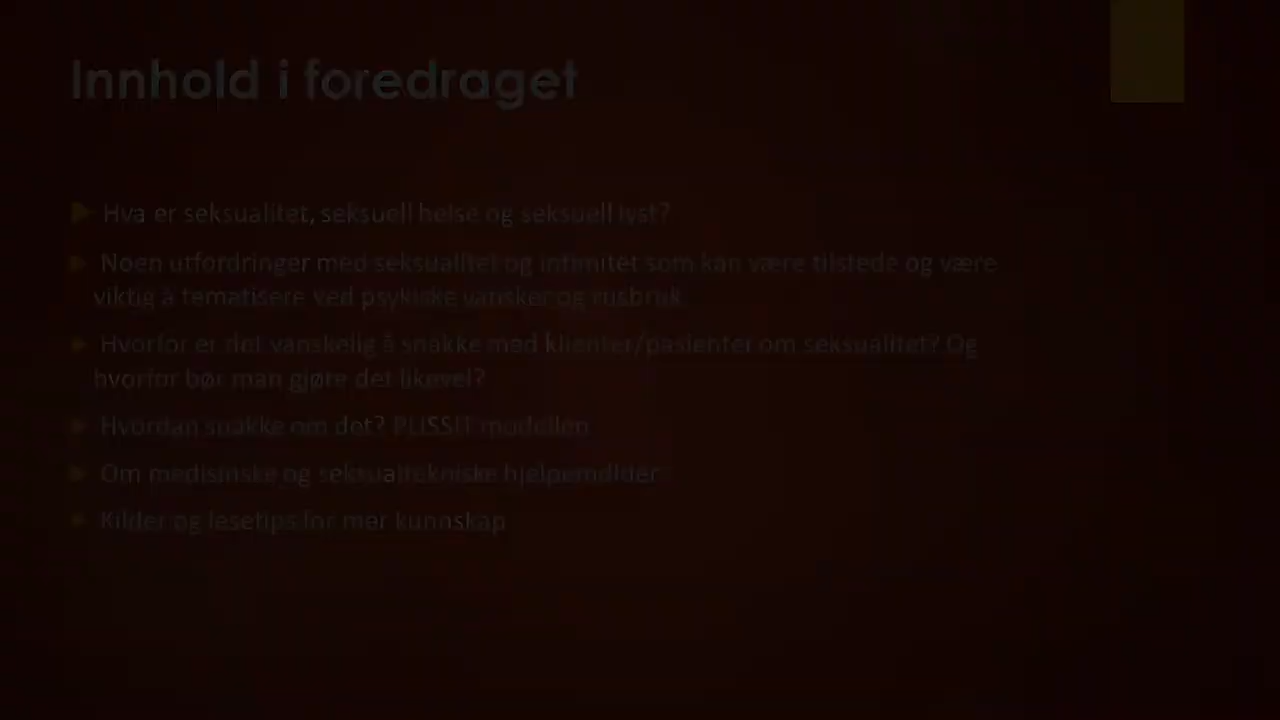 Innhold i foredraget
Hva er seksualitet, seksuell helse og seksuell lyst?
Noen utfordringer med seksualitet og intimitet som kan være tilstede og være
viktig å tematisere ved psykiske vansker og rusbruk
Hvorfor er det vanskelig å snakke med klienter/pasienter om seksualitet? Og
hvorfor bør man gjøre det likevel?
Hvordan snakke om det? PLISSIT modellen
Om medisinske og seksualtekniske hjelpemdlder
Kilder og lesetips for mer kunnskap